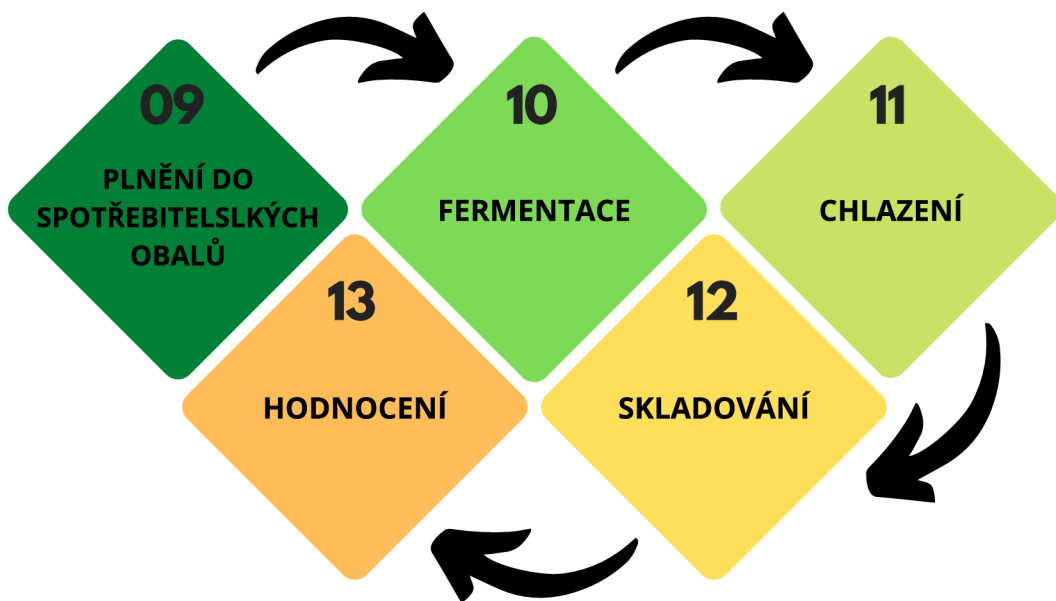 09
PLNĚNÍ DO
SPOTŘEBITELSLKÝCH
OBALŮ
10
FERMENTACE
11
CHLAZENÍ
12
SKLADOVÁNÍ
13
HODNOCENÍ